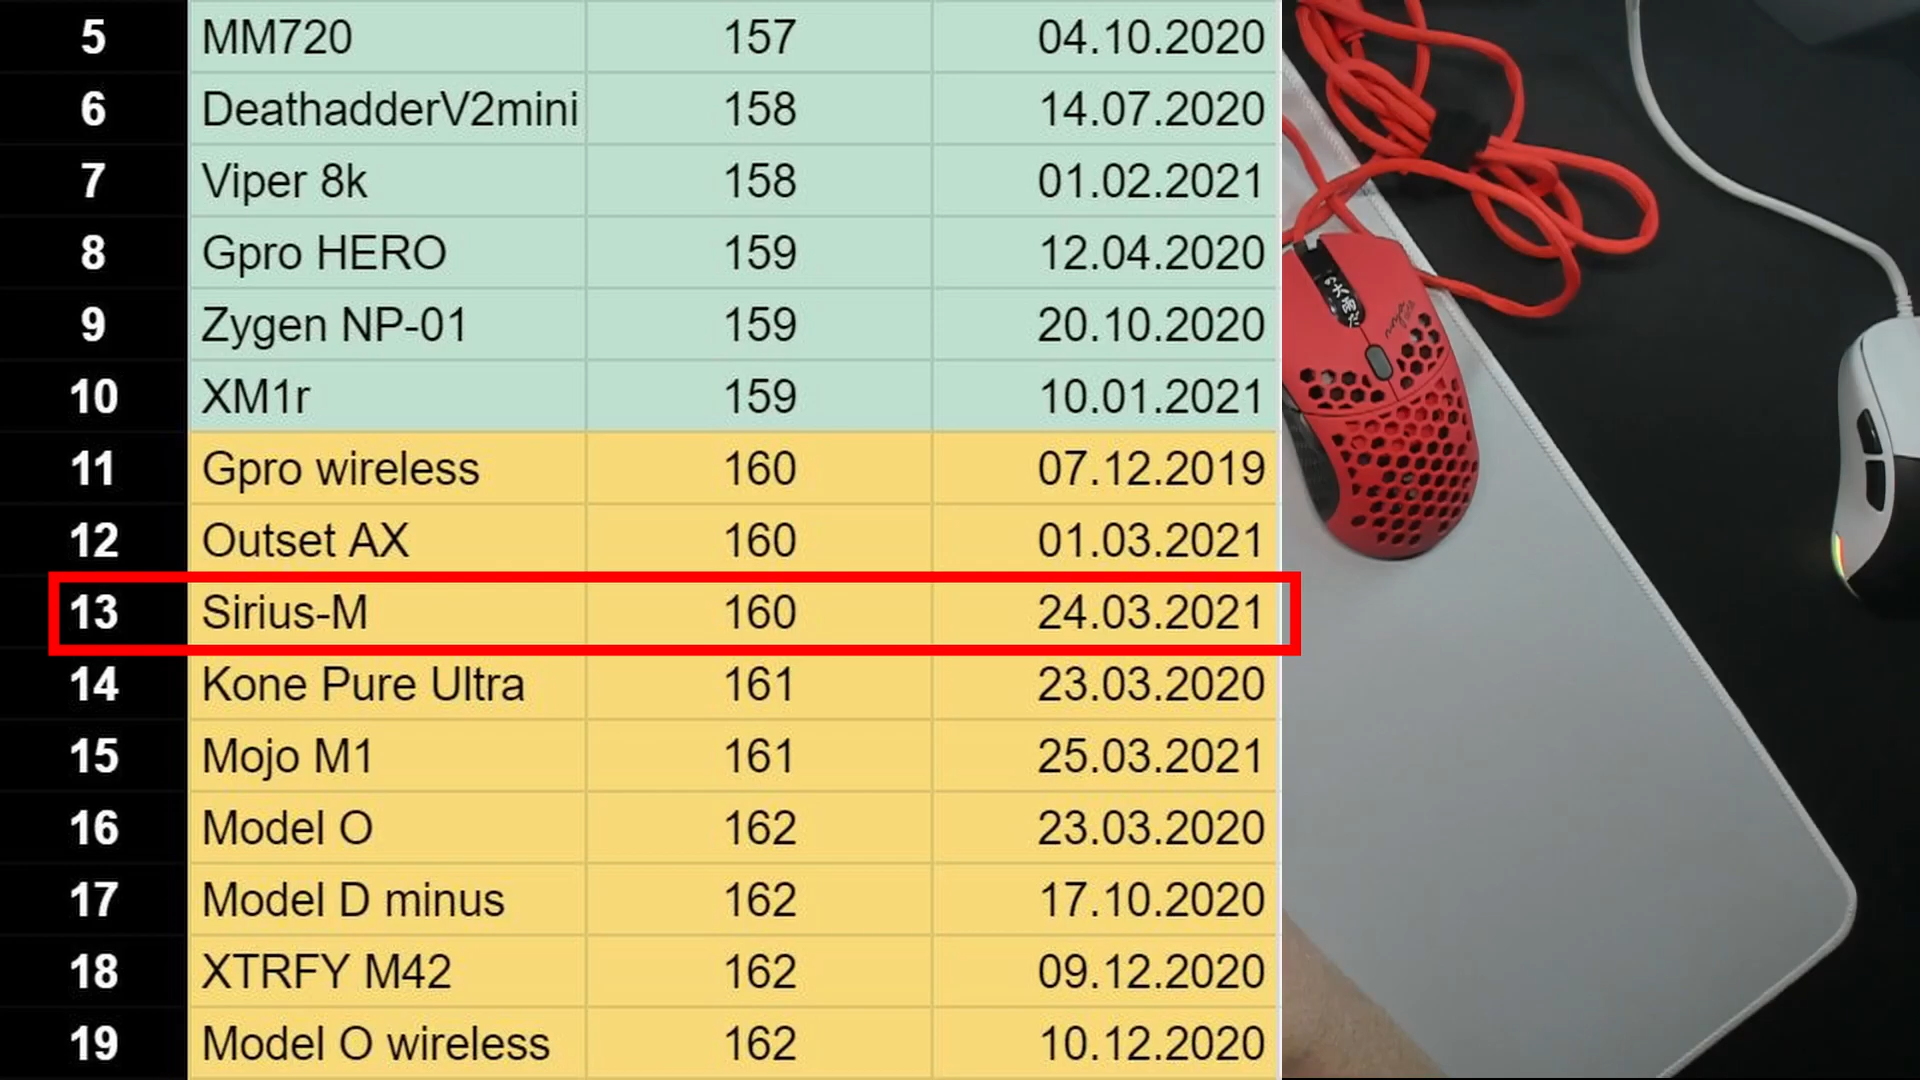 5 MM720 157 04.10.2020
6 DeathadderV2mini 158 14.07.2020
7 Viper 8k 158 01.02.2021
8 Gpro HERO 159 12.04.2020
9 Zygen NP-01 159 20.10.2020
10 XM1r 159 10.01.2021
11 Gpro wireless 160 07.12.2019
12 Outset AX 160 01.03.2021
13 Sirius-M 160 24.03.2021
14 Kone Pure Ultra 161 23.03.2020
15 Mojo M1 161 25.03.2021
16 Model O 162 23.03.2020
17 Model D minus 162 17.10.2020
18 XTRFY M42 162 09.12.2020
19 Model O wireless 162 10.12.2020